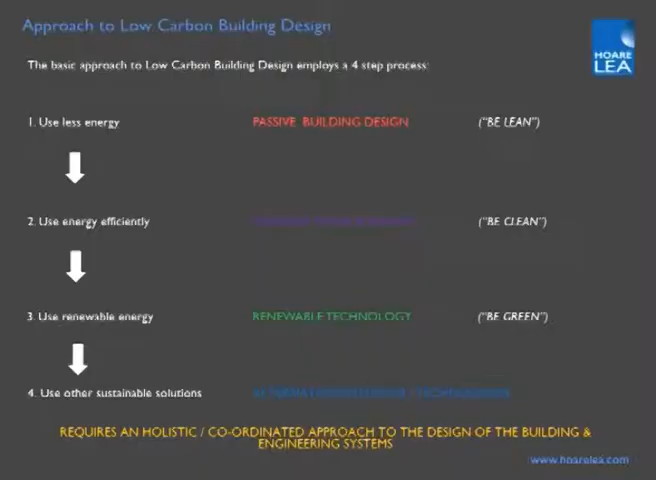 Approach to Low Carbon Building Design
HOARE
LEA
The basic approach to Low Carbon Building Design employs a 4 step process:
1. Use less energy PASSIVE BUILDING DESIGN ("BE LEAN")
2. Use energy efficiently ("BE CLEAN")
3. Use renewable energy RENEWABLE TECHNOLOGY ("BE GREEN")
4. Use other sustainable solutions
REQUIRES AN HOLISTIC / CO-ORDINATED APPROACH TO THE DESIGN OF THE BUILDING &
ENGINEERING SYSTEMS
www.hoarelea.com